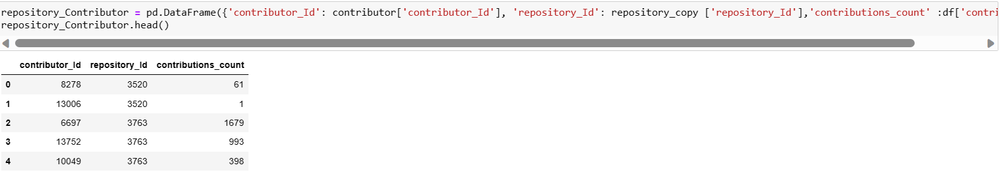 repository_Contributor = pd.DataFrame({'contributor_Id': contributor['contributor_Id'], 'repository_Id': repository_copy ['repository_Id'],'contributions_count' :df['contri
repository_Contributor.head()
contributor_Id repository_Id contributions_count
0 8278 3520 61
1 13006 3520 1
2 6697 3763 1679
3 13752 3763 993
4 10049 3763 398